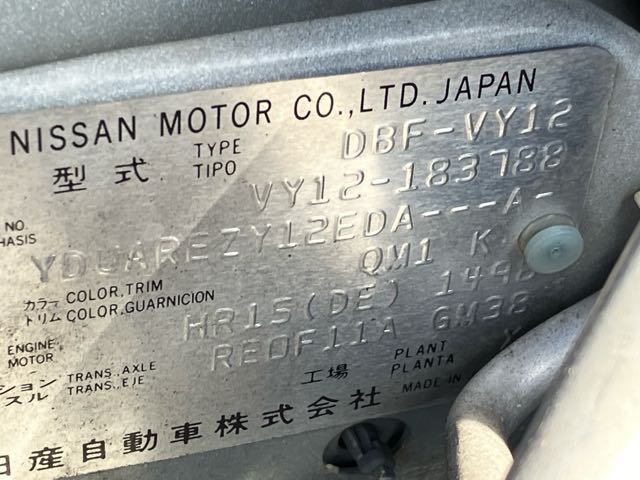 NISSAN MOTOR CO.,LTD. JAPAN
型式 TYPE TIPO DBF-VY12
NO. HASIS VY12-183788
YDUAREZY12EDA---A-
カラー COLOR,TRIM QM1 K
トリム COLOR,GUARNICION
ENGINE MOTOR HR15(DE) 149
ション TRANS.,AXLE RE0F11A GM38
スル TRANS.,EJE 工場 PLANT PLANTA
MADE IN
日産自動車株式会社